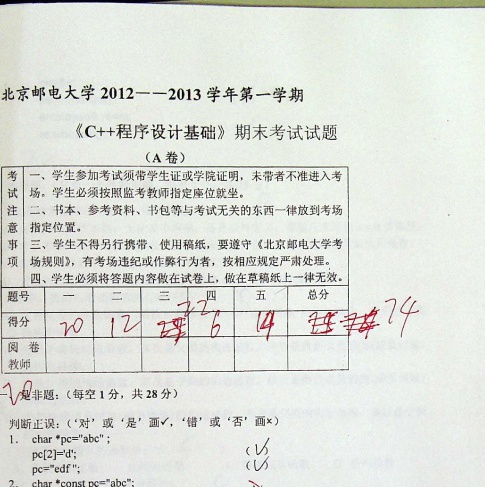 北京邮电大学 2012——2013 学年第一学期
《C++程序设计基础》期末考试试题
（A 卷）
考试注意事项
一、学生参加考试须带学生证或学院证明，未带者不准进入考
场。学生必须按照监考教师指定座位就坐。
二、书本、参考资料、书包等与考试无关的东西一律放到考场
指定位置。
三、学生不得另行携带、使用稿纸，要遵守《北京邮电大学考
场规则》，有考场违纪或作弊行为者，按相应规定严肃处理。
四、学生必须将答题内容做在试卷上，做在草稿纸上一律无效。
题号 一 二 三 四 五 总分
得分 20 12 22 6 14 74
阅 卷
教师
20
一、是非题：（每空 1 分，共 28 分）
判断正误：（‘对’或‘是’画✓，‘错’或‘否’画×）
1. char *pc="abc" ;
pc[2]='d'; (✓)
pc="edf "; (✓)
2. char *const pc="abc";